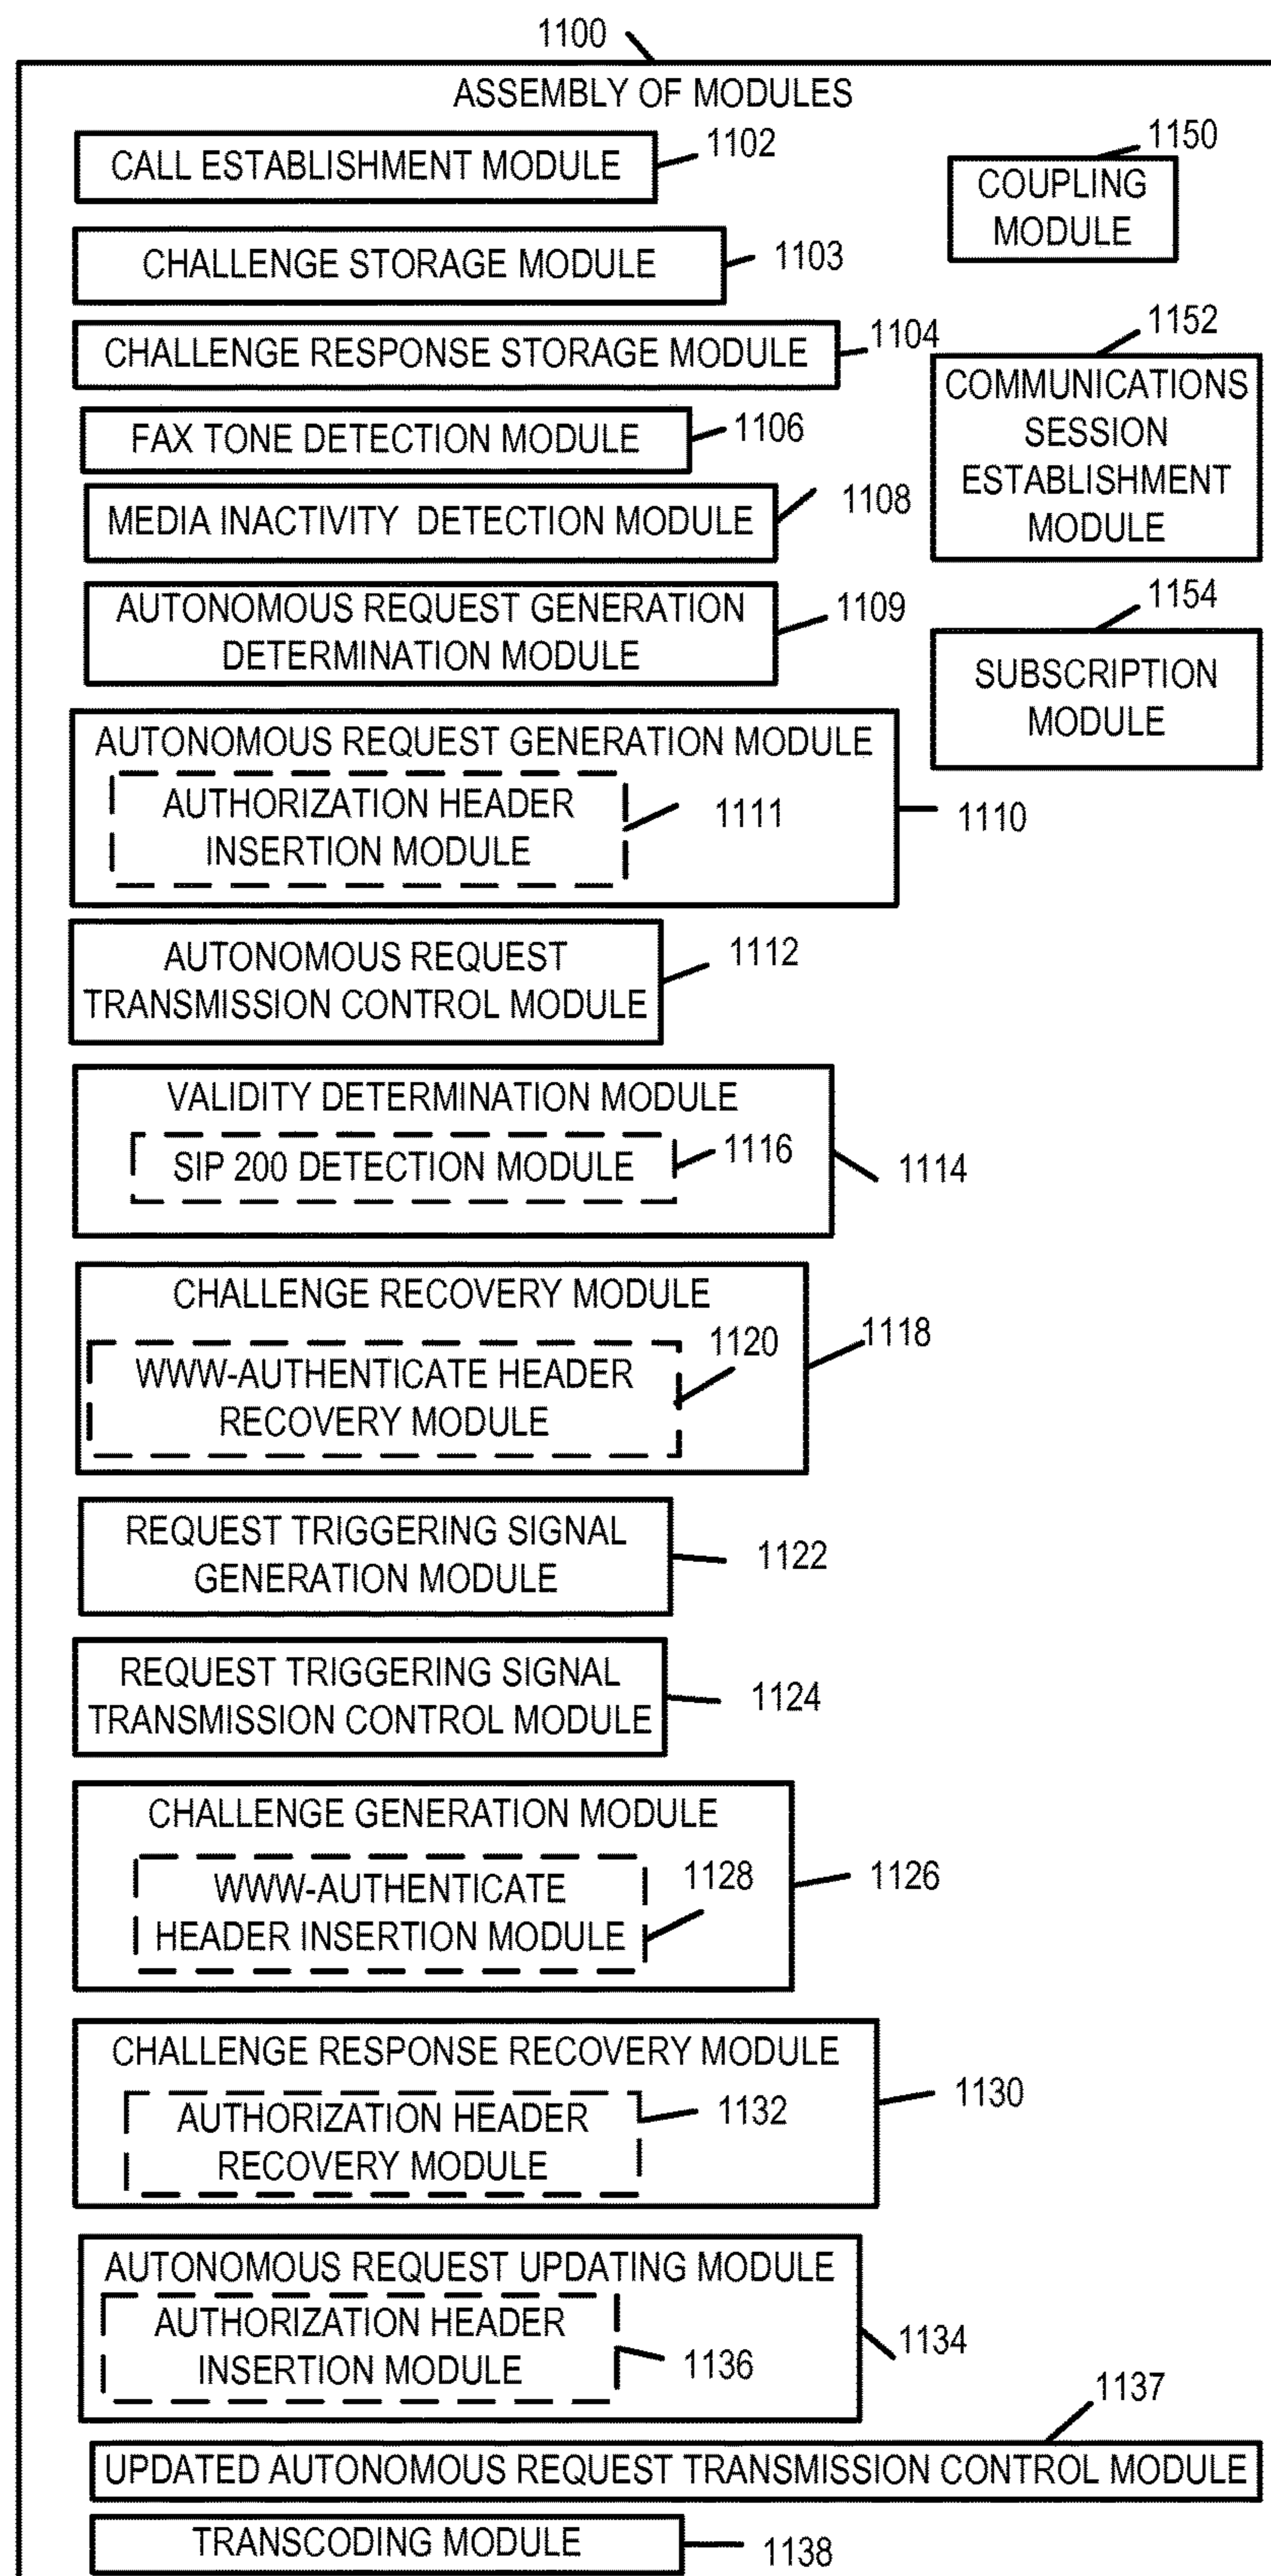 1100
ASSEMBLY OF MODULES
CALL ESTABLISHMENT MODULE
1102
1150
COUPLING
MODULE
CHALLENGE STORAGE MODULE
1103
CHALLENGE RESPONSE STORAGE MODULE
1104
1152
COMMUNICATIONS
SESSION
ESTABLISHMENT
MODULE
FAX TONE DETECTION MODULE
1106
MEDIA INACTIVITY DETECTION MODULE
1108
AUTONOMOUS REQUEST GENERATION
DETERMINATION MODULE
1109
1154
SUBSCRIPTION
MODULE
AUTONOMOUS REQUEST GENERATION MODULE
AUTHORIZATION HEADER
INSERTION MODULE
1111
1110
AUTONOMOUS REQUEST
TRANSMISSION CONTROL MODULE
1112
VALIDITY DETERMINATION MODULE
SIP 200 DETECTION MODULE
1116
1114
CHALLENGE RECOVERY MODULE
WWW-AUTHENTICATE HEADER
RECOVERY MODULE
1120
1118
REQUEST TRIGGERING SIGNAL
GENERATION MODULE
1122
REQUEST TRIGGERING SIGNAL
TRANSMISSION CONTROL MODULE
1124
CHALLENGE GENERATION MODULE
WWW-AUTHENTICATE
HEADER INSERTION MODULE
1128
1126
CHALLENGE RESPONSE RECOVERY MODULE
AUTHORIZATION HEADER
RECOVERY MODULE
1132
1130
AUTONOMOUS REQUEST UPDATING MODULE
AUTHORIZATION HEADER
INSERTION MODULE
1136
1134
1137
UPDATED AUTONOMOUS REQUEST TRANSMISSION CONTROL MODULE
TRANSCODING MODULE
1138